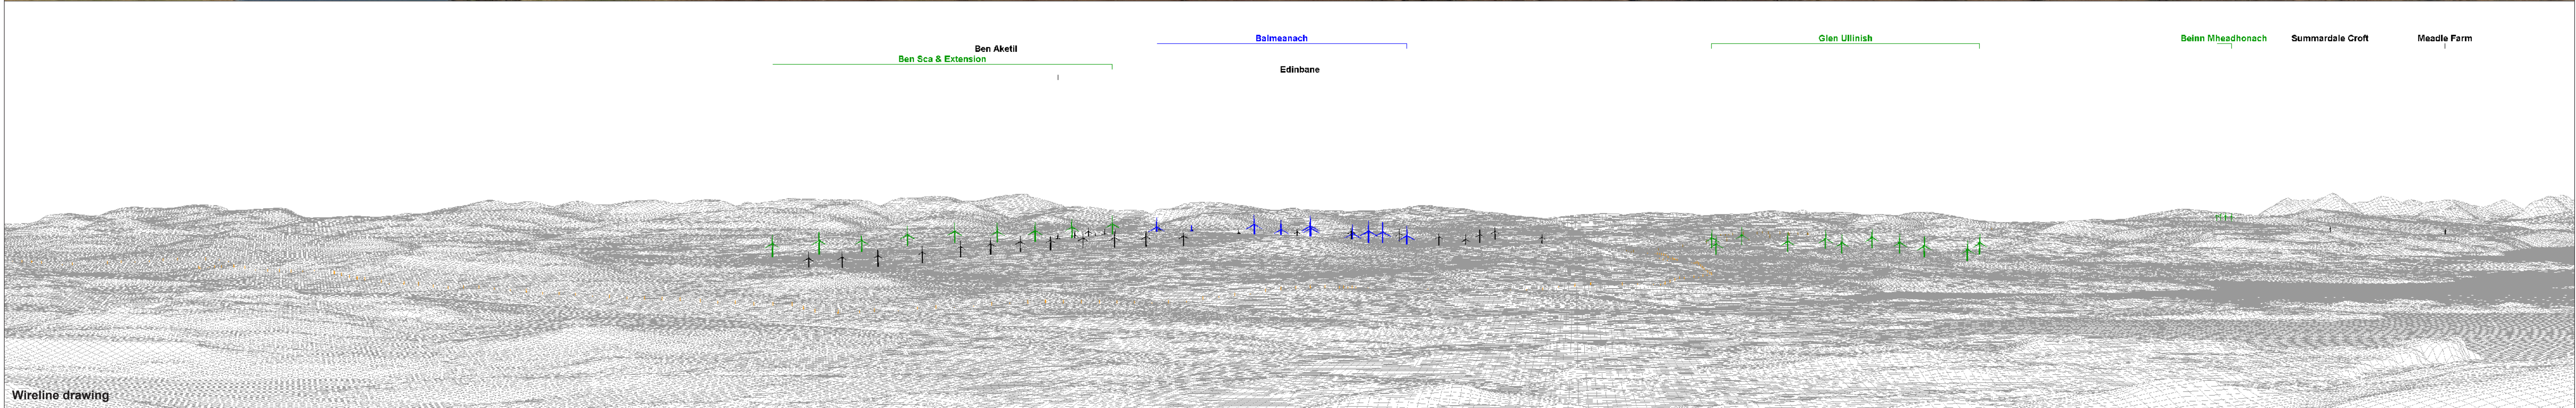 Balmeanach
Glen Ullinish
Beinn Mheadhonach
Summardale Croft
Meadle Farm
Ben Aketil
Ben Sca & Extension
Edinbane
Wireline drawing